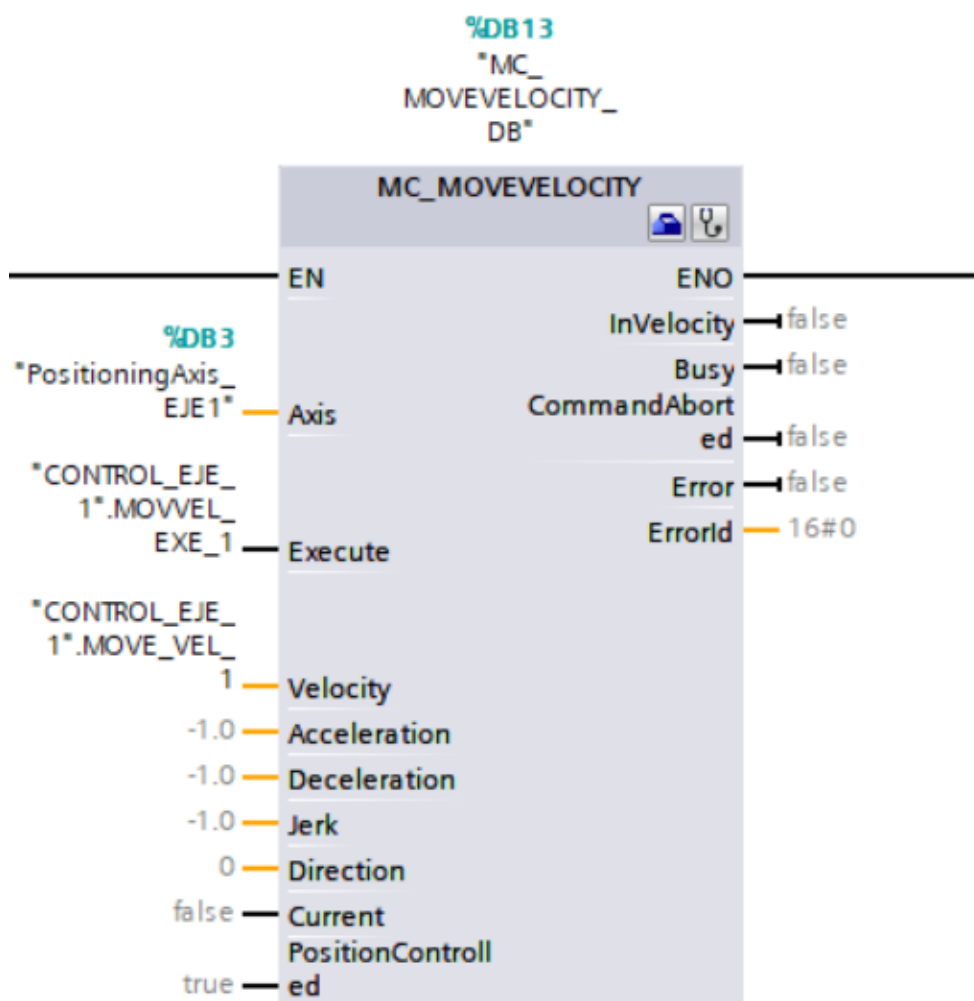 %DB13
"MC_
MOVEVELOCITY_
DB"
MC_MOVEVELOCITY
EN
ENO
InVelocity
false
%DB3
"PositioningAxis_
EJE1"
Axis
Busy
false
CommandAbort
ed
false
"CONTROL_EJE_
1".MOVVEL_
EXE_1
Execute
Error
false
ErrorId
16#0
"CONTROL_EJE_
1".MOVE_VEL_
1
Velocity
-1.0
Acceleration
-1.0
Deceleration
-1.0
Jerk
0
Direction
false
Current
PositionControll
true
ed